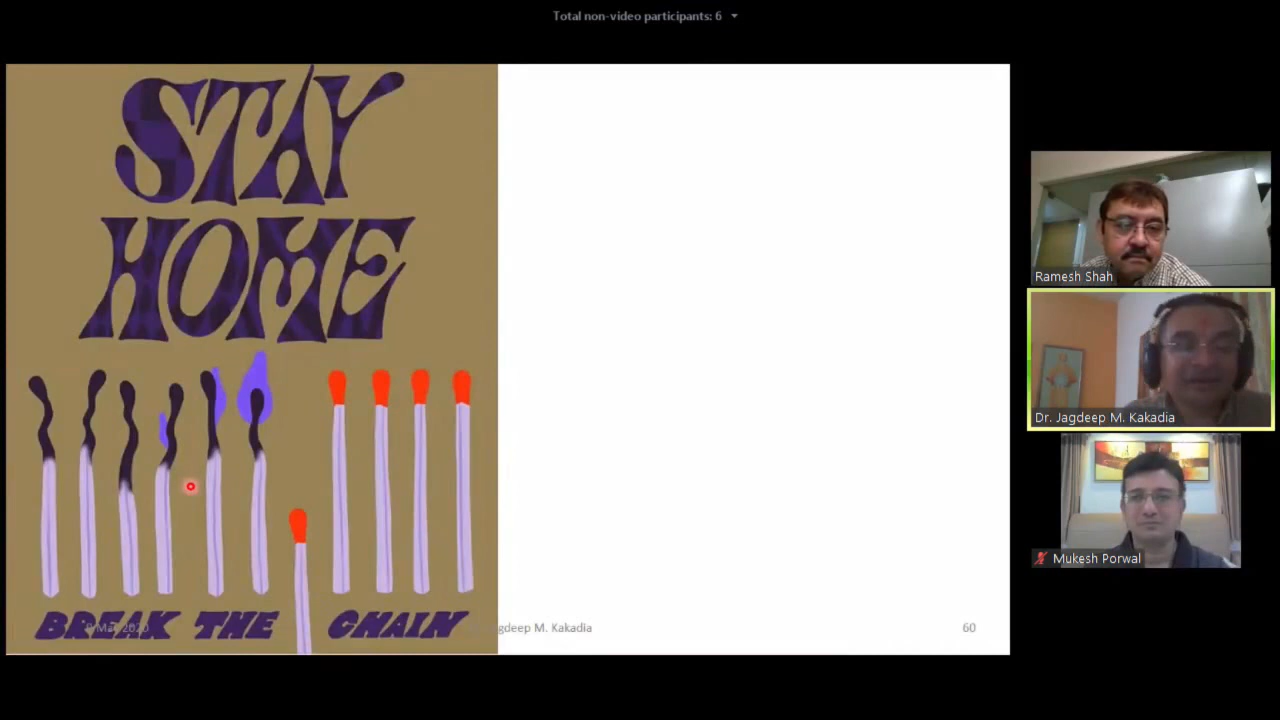 Total non-video participants: 6
STAY
HOME
BREAK THE CHAIN
2020
gdeep M. Kakadia
60
Ramesh Shah
Dr. Jagdeep M. Kakadia
Mukesh Porwal